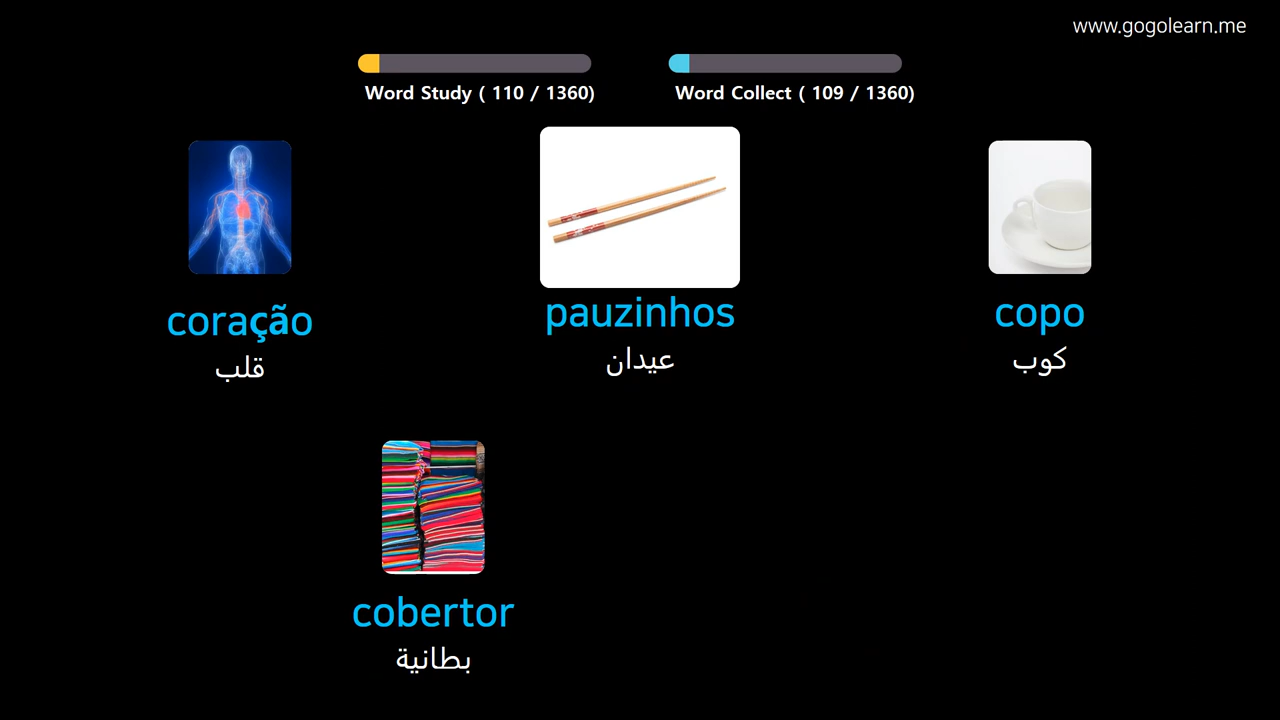 www.gogolearn.me
Word Study ( 110 / 1360)
Word Collect ( 109 / 1360)
coração
قلب
pauzinhos
عيدان
copo
كوب
cobertor
بطانية